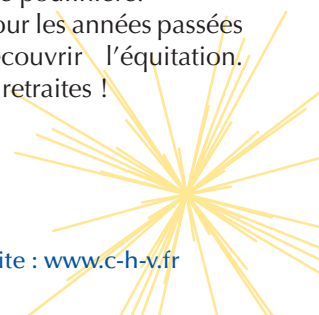 our les années passées
couvrir l’équitation.
retraites !
ite : www.c-h-v.fr